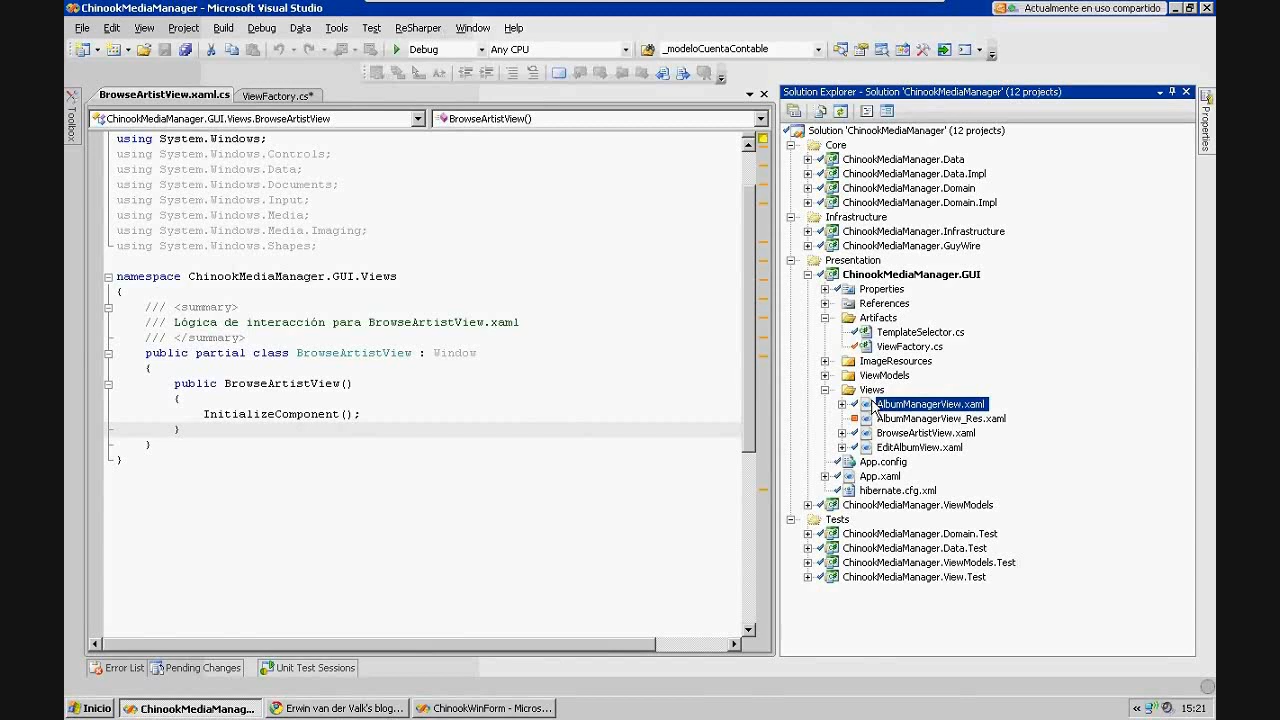 ChinookMediaManager - Microsoft Visual Studio
Actualmente en uso compartido
File Edit View Project Build Debug Data Tools Test ReSharper Window Help
Debug Any CPU _modeloCuentaContable
BrowseArtistView.xaml.cs ViewFactory.cs*
ChinookMediaManager.GUI.Views.BrowseArtistView BrowseArtistView()
Toolbox
using System.Windows;
using System.Windows.Controls;
using System.Windows.Data;
using System.Windows.Documents;
using System.Windows.Input;
using System.Windows.Media;
using System.Windows.Media.Imaging;
using System.Windows.Shapes;
namespace ChinookMediaManager.GUI.Views
{
/// <summary>
/// Lógica de interacción para BrowseArtistView.xaml
/// </summary>
public partial class BrowseArtistView : Window
{
public BrowseArtistView()
{
InitializeComponent();
}
}
}
Solution Explorer - Solution 'ChinookMediaManager' (12 projects)
Properties
Solution 'ChinookMediaManager' (12 projects)
Core
ChinookMediaManager.Data
ChinookMediaManager.Data.Impl
ChinookMediaManager.Domain
ChinookMediaManager.Domain.Impl
Infrastructure
ChinookMediaManager.Infrastructure
ChinookMediaManager.GuyWire
Presentation
ChinookMediaManager.GUI
Properties
References
Artifacts
TemplateSelector.cs
ViewFactory.cs
ImageResources
ViewModels
Views
AlbumManagerView.xaml
AlbumManagerView_Res.xaml
BrowseArtistView.xaml
EditAlbumView.xaml
App.config
App.xaml
hibernate.cfg.xml
ChinookMediaManager.ViewModels
Tests
ChinookMediaManager.Domain.Test
ChinookMediaManager.Data.Test
ChinookMediaManager.ViewModels.Test
ChinookMediaManager.View.Test
Error List Pending Changes Unit Test Sessions
Inicio ChinookMediaManag... Erwin van der Valk's blog... ChinookWinForm - Micros... 15:21